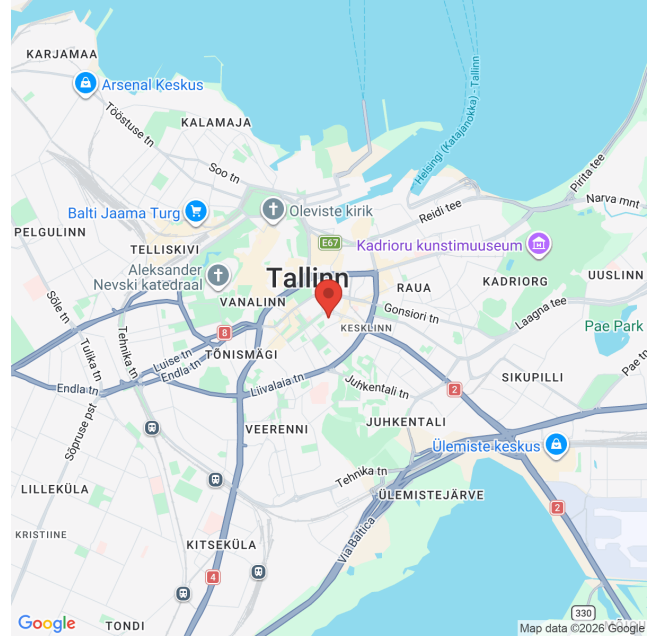 KARJAMAA
Arsenal Keskus
Tööstuse tn
KALAMAJA
Helsingi (Katajanokka) - Tallinn
Soo tn
Pirita tee
Balti Jaama Turg
Oleviste kirik
Reidi tee
Narva mnt
PELGULINN
TELLISKIVI
E67
Kadrioru kunstimuuseum
Aleksander
Nevski katedraal
Tallinn
RAUA
KADRIORG
UUSLINN
Sõle tn
VANALINN
Gonsiori tn
Laagna tee
Pae Park
Tulika tn
Tehnika tn
8
KESKLINN
Luise tn
TÕNISMÄGI
Endla tn
Endla tn
Liivalaia tn
Juhkentali tn
2
SIKUPILLI
Pae tn
Sõpruse pst
VEERENNI
JUHKENTALI
Ülemiste keskus
Tehnika tn
LILLEKÜLA
ÜLEMISTEJÄRVE
2
KRISTIINE
KITSEKÜLA
Via Baltica
4
330
TONDI
Google
Map data ©2026 Google